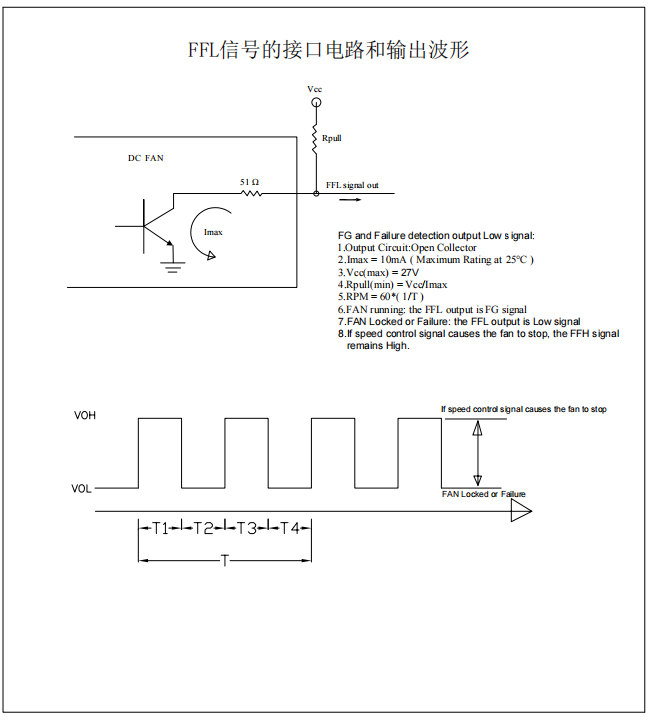 FFL信号的接口电路和输出波形
Vcc
Rpull
DC FAN
51 Ω
FFL signal out
Imax
FG and Failure detection output Low signal:
1.Output Circuit:Open Collector
2.Imax = 10mA ( Maximum Rating at 25℃ )
3.Vcc(max) = 27V
4.Rpull(min) = Vcc/Imax
5.RPM = 60*( 1/T )
6.FAN running: the FFL output is FG signal
7.FAN Locked or Failure: the FFL output is Low signal
8.If speed control signal causes the fan to stop, the FFH signal
remains High.
If speed control signal causes the fan to stop
VOH
VOL
FAN Locked or Failure
T1 T2 T3 T4
T